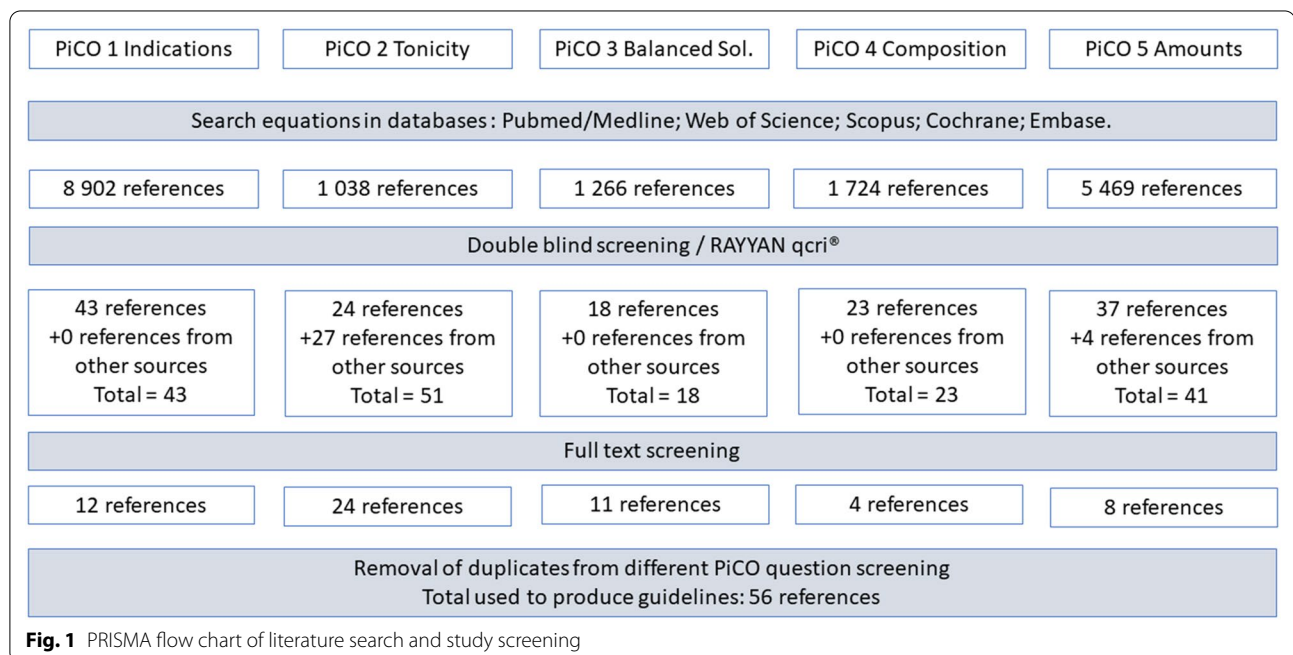 PiCO 1 Indications
PiCO 2 Tonicity
PiCO 3 Balanced Sol.
PiCO 4 Composition
PiCO 5 Amounts
Search equations in databases : Pubmed/Medline; Web of Science; Scopus; Cochrane; Embase.
8 902 references
1 038 references
1 266 references
1 724 references
5 469 references
Double blind screening / RAYYAN qcri®
43 references
+0 references from
other sources
Total = 43
24 references
+27 references from
other sources
Total = 51
18 references
+0 references from
other sources
Total = 18
23 references
+0 references from
other sources
Total = 23
37 references
+4 references from
other sources
Total = 41
Full text screening
12 references
24 references
11 references
4 references
8 references
Removal of duplicates from different PiCO question screening
Total used to produce guidelines: 56 references
Fig. 1 PRISMA flow chart of literature search and study screening